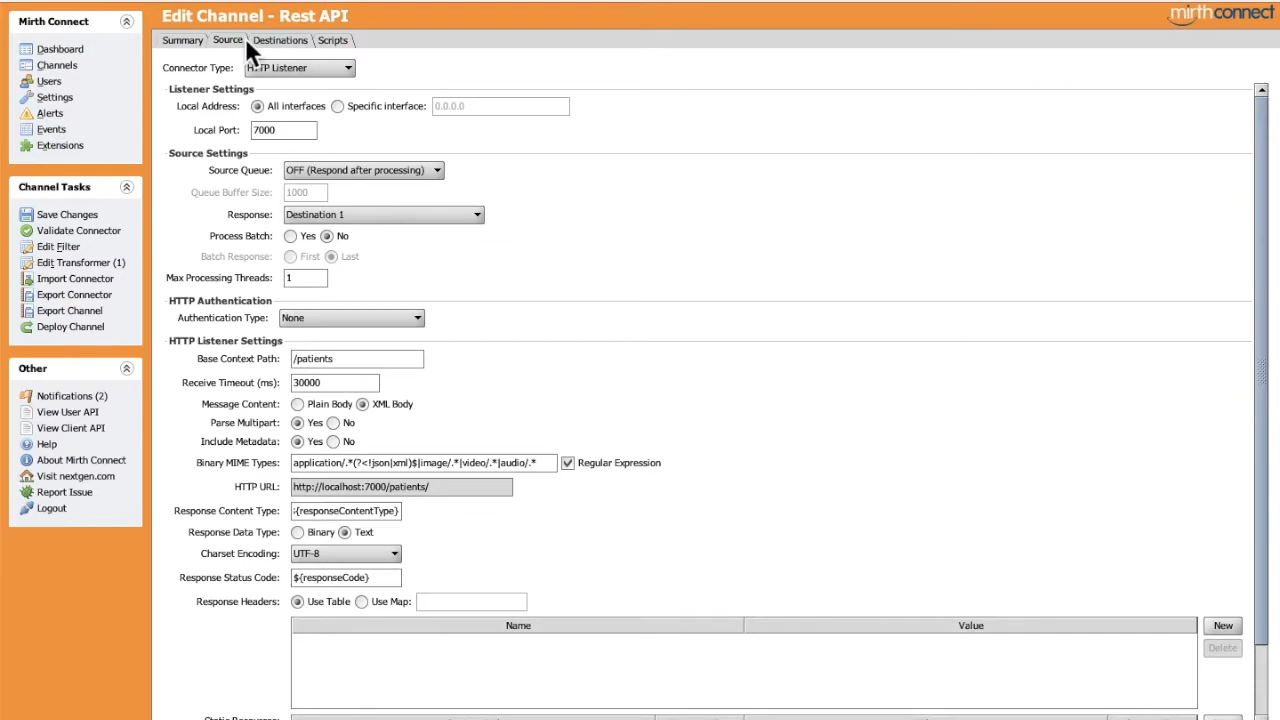 Mirth Connect
Dashboard
Channels
Users
Settings
Alerts
Events
Extensions
Channel Tasks
Save Changes
Validate Connector
Edit Filter
Edit Transformer (1)
Import Connector
Export Connector
Export Channel
Deploy Channel
Other
Notifications (2)
View User API
View Client API
Help
About Mirth Connect
Visit nextgen.com
Report Issue
Logout
Edit Channel - Rest API
mirthconnect
Summary Source Destinations Scripts
Connector Type: HTTP Listener
Listener Settings
Local Address: All interfaces Specific interface: 0.0.0.0
Local Port: 7000
Source Settings
Source Queue: OFF (Respond after processing)
Queue Buffer Size: 1000
Response: Destination 1
Process Batch: Yes No
Batch Response: First Last
Max Processing Threads: 1
HTTP Authentication
Authentication Type: None
HTTP Listener Settings
Base Context Path: /patients
Receive Timeout (ms): 30000
Message Content: Plain Body XML Body
Parse Multipart: Yes No
Include Metadata: Yes No
Binary MIME Types: application/.*(?<!json|xml)$|image/.*|video/.*|audio/.* Regular Expression
HTTP URL: http://localhost:7000/patients/
Response Content Type: {responseContentType}
Response Data Type: Binary Text
Charset Encoding: UTF-8
Response Status Code: ${responseCode}
Response Headers: Use Table Use Map:
Name Value
New
Delete